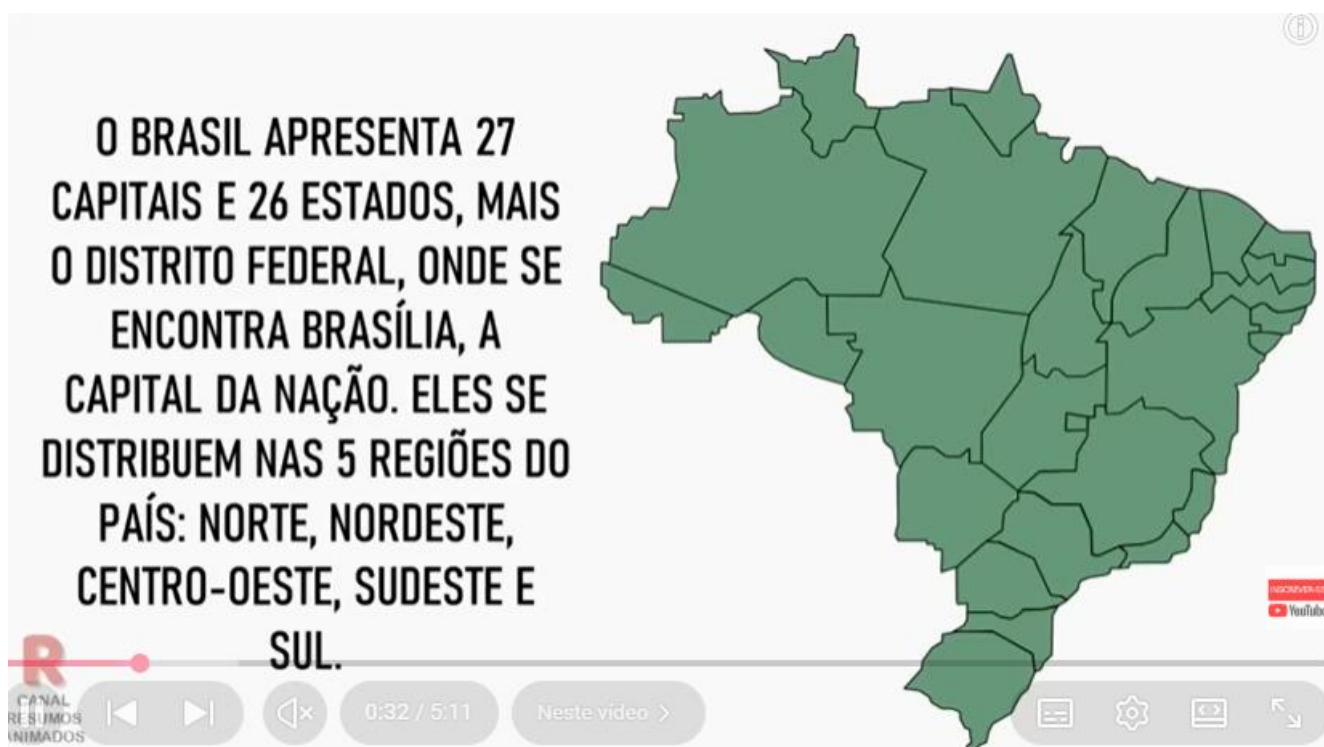 O BRASIL APRESENTA 27
CAPITAIS E 26 ESTADOS, MAIS
O DISTRITO FEDERAL, ONDE SE
ENCONTRA BRASÍLIA, A
CAPITAL DA NAÇÃO. ELES SE
DISTRIBUEM NAS 5 REGIÕES DO
PAÍS: NORTE, NORDESTE,
CENTRO-OESTE, SUDESTE E
SUL.
YouTube
R
CANAL
RESUMOS
ANIMADOS
0:32 / 5:11
Neste vídeo